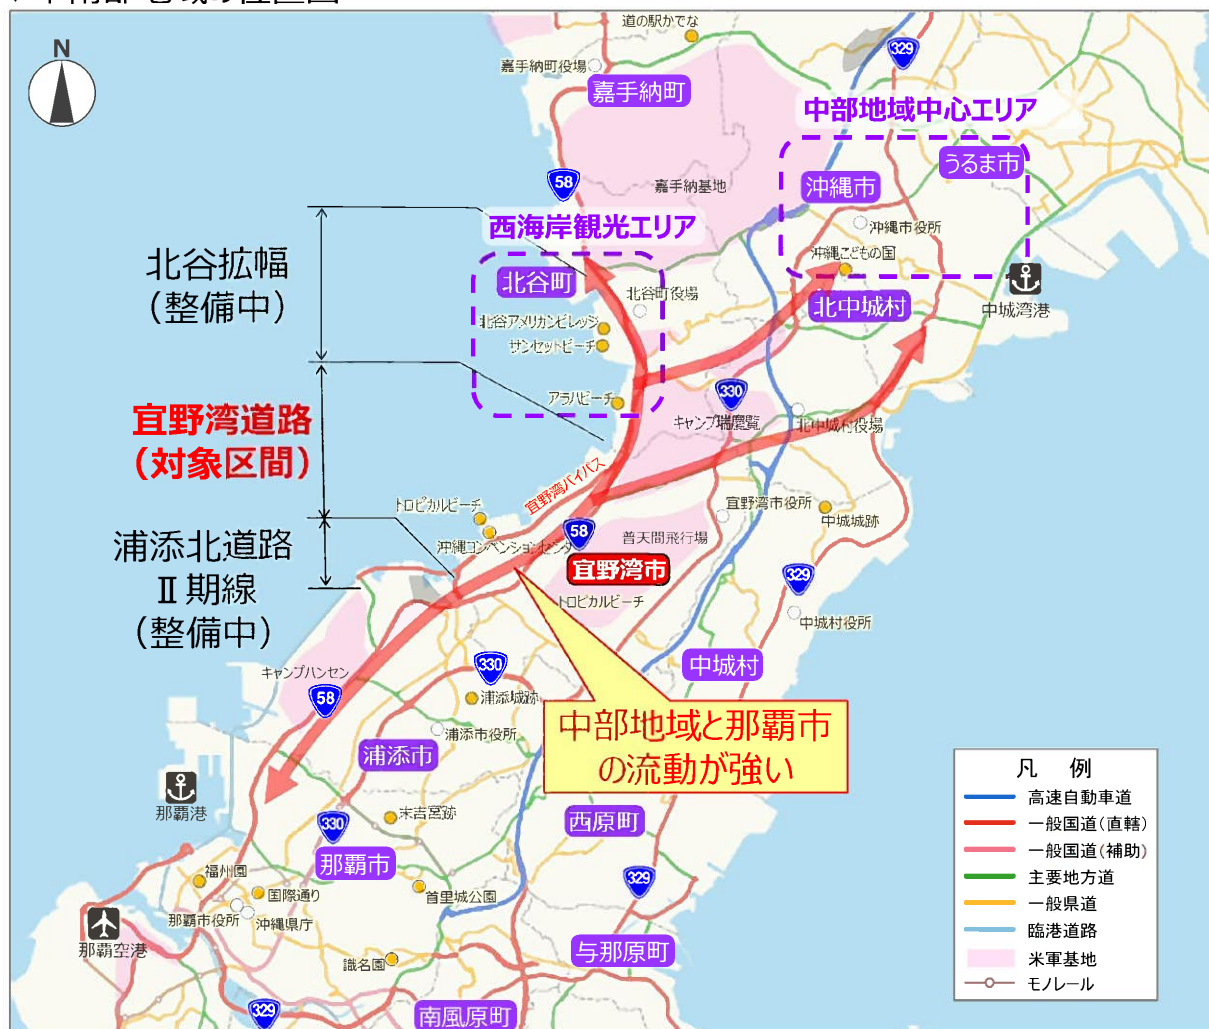 N
道の駅かでな
嘉手納町役場
嘉手納町
329
中部地域中心エリア
うるま市
沖縄市
58
嘉手納基地
西海岸観光エリア
沖縄市役所
沖縄こどもの国
北谷拡幅
（整備中）
北谷町
北谷町役場
北中城村
中城湾港
北谷アメリカンビレッジ
サンセットビーチ
アラハビーチ
330
キャンプ瑞慶覧
北中城村役場
宜野湾道路
（対象区間）
宜野湾バイパス
トロピカルビーチ
沖縄コンベンションセンター
58
宜野湾市役所
中城城跡
普天間飛行場
浦添北道路
Ⅱ期線
（整備中）
宜野湾市
トロピカルビーチ
329
中城村役所
中城村
キャンプハンセン
58
330
浦添城跡
浦添市役所
浦添市
中部地域と那覇市
の流動が強い
那覇港
末吉宮跡
西原町
330
那覇市
329
福州園
国際通り
首里城公園
那覇市役所
沖縄県庁
那覇空港
識名園
与那原町
329
南風原町
凡 例
高速自動車道
一般国道（直轄）
一般国道（補助）
主要地方道
一般県道
臨港道路
米軍基地
モノレール